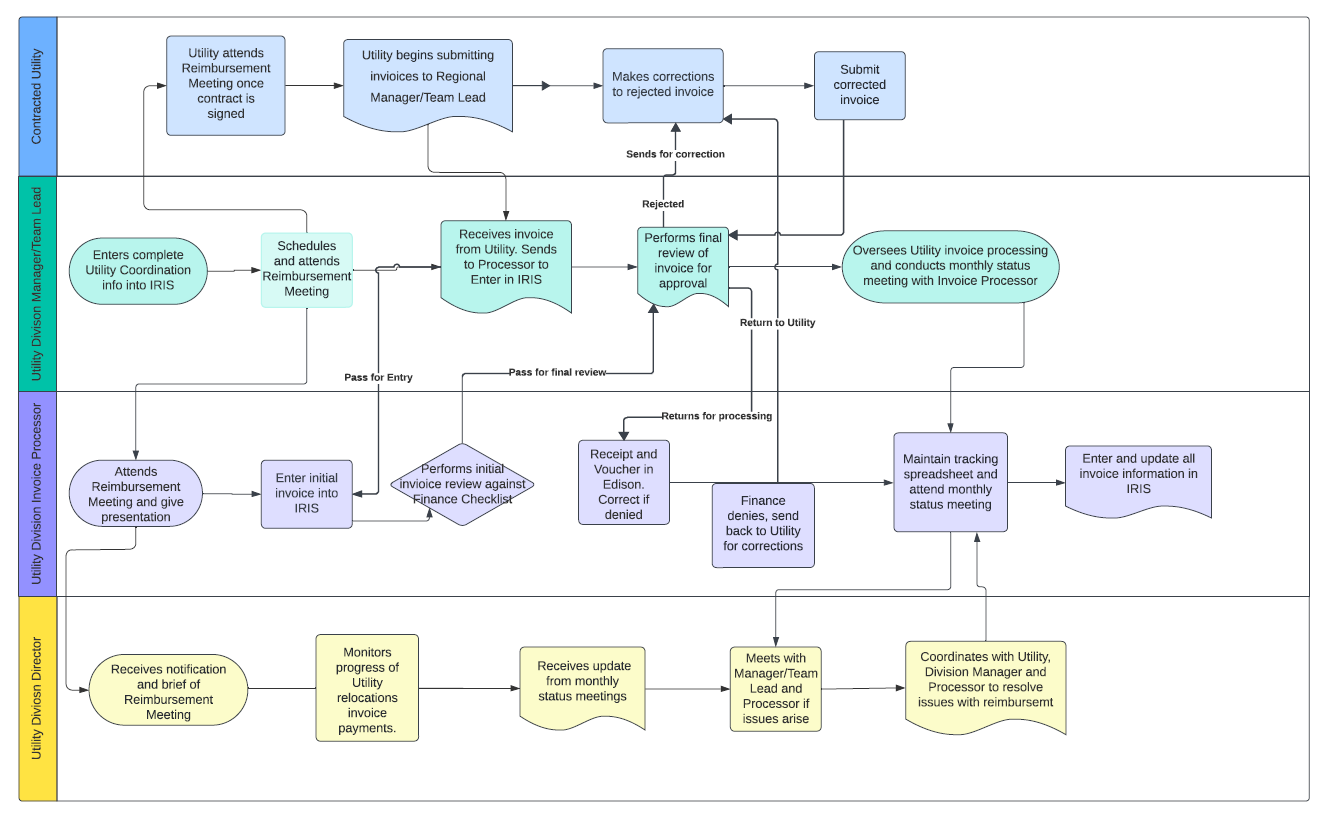 Contracted Utility
Utility attends
Reimbursement
Meeting once
contract is
signed
Utility begins submitting
invioices to Regional
Manager/Team Lead
Makes corrections
to rejected invoice
Submit
corrected
invoice
Sends for correction
Utility Divison Manager/Team Lead
Rejected
Enters complete
Utility Coordination
info into IRIS
Schedules
and attends
Reimbursement
Meeting
Receives invoice
from Utility. Sends
to Processor to
Enter in IRIS
Performs final
review of
invoice for
approval
Oversees Utility invoice processing
and conducts monthly status
meeting with Invoice Processor
Return to Utility
Pass for Entry
Pass for final review
Utility Division Invoice Processor
Returns for processing
Attends
Reimbursement
Meeting and give
presentation
Enter initial
invoice into
IRIS
Performs initial
invioice review against
Finance Checklist
Receipt and
Voucher in
Edison.
Correct if
denied
Finance
denies, send
back to Utility
for corrections
Maintain tracking
spreadsheet and
attend monthly
status meeting
Enter and update all
invoice information in
IRIS
Utility Diviosn Director
Receives notification
and brief of
Reimbursement
Meeting
Monitors
progress of
Utility
relocations
invoice
payments.
Receives update
from monthly
status meetings
Meets with
Manager/Team
Lead and
Processor if
issues arise
Coordinates with Utility,
Division Manager and
Processor to resolve
issues with reimbursemt